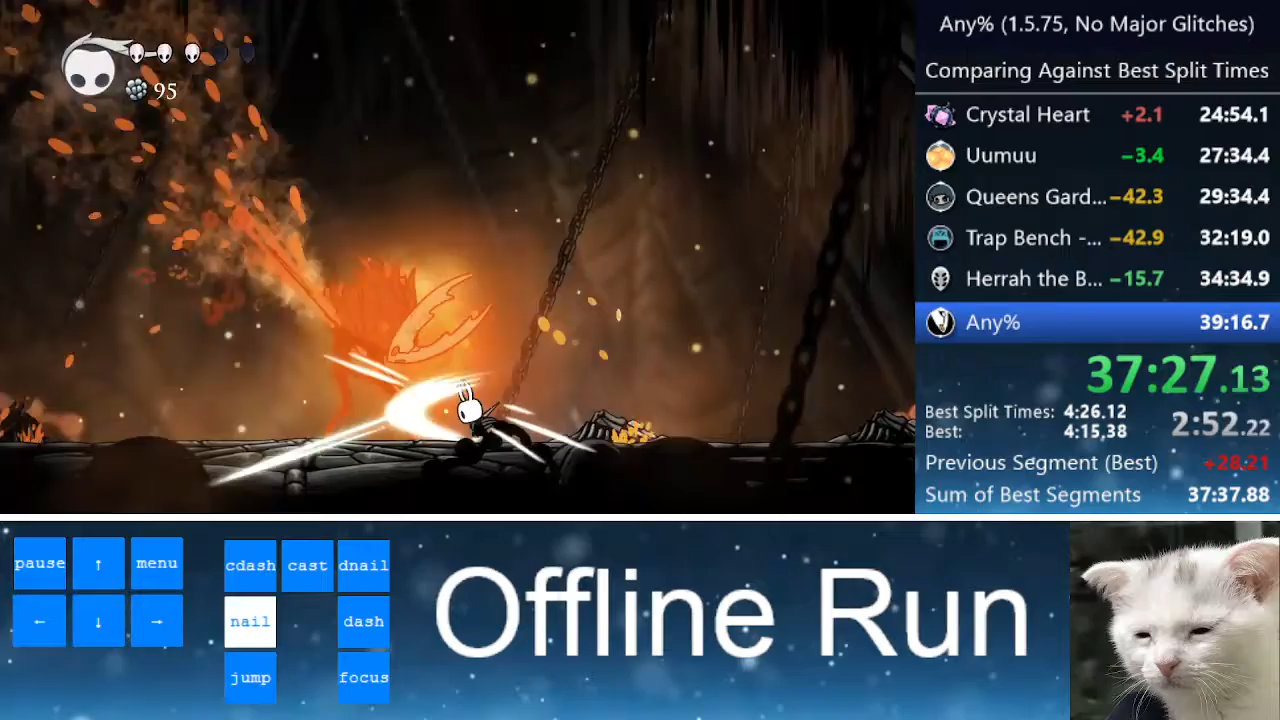 95
Any% (1.5.75, No Major Glitches)
Comparing Against Best Split Times
Crystal Heart +2.1 24:54.1
Uumuu −3.4 27:34.4
Queens Gard... −42.3 29:34.4
Trap Bench -... −42.9 32:19.0
Herrah the B... −15.7 34:34.9
Any% 39:16.7
37:27.13
Best Split Times: 4:26.12
Best: 4:15.38
2:52.22
Previous Segment (Best) +28.21
Sum of Best Segments 37:37.88
pause ↑ menu
← ↓ →
cdash cast dnail
nail dash
jump focus
Offline Run